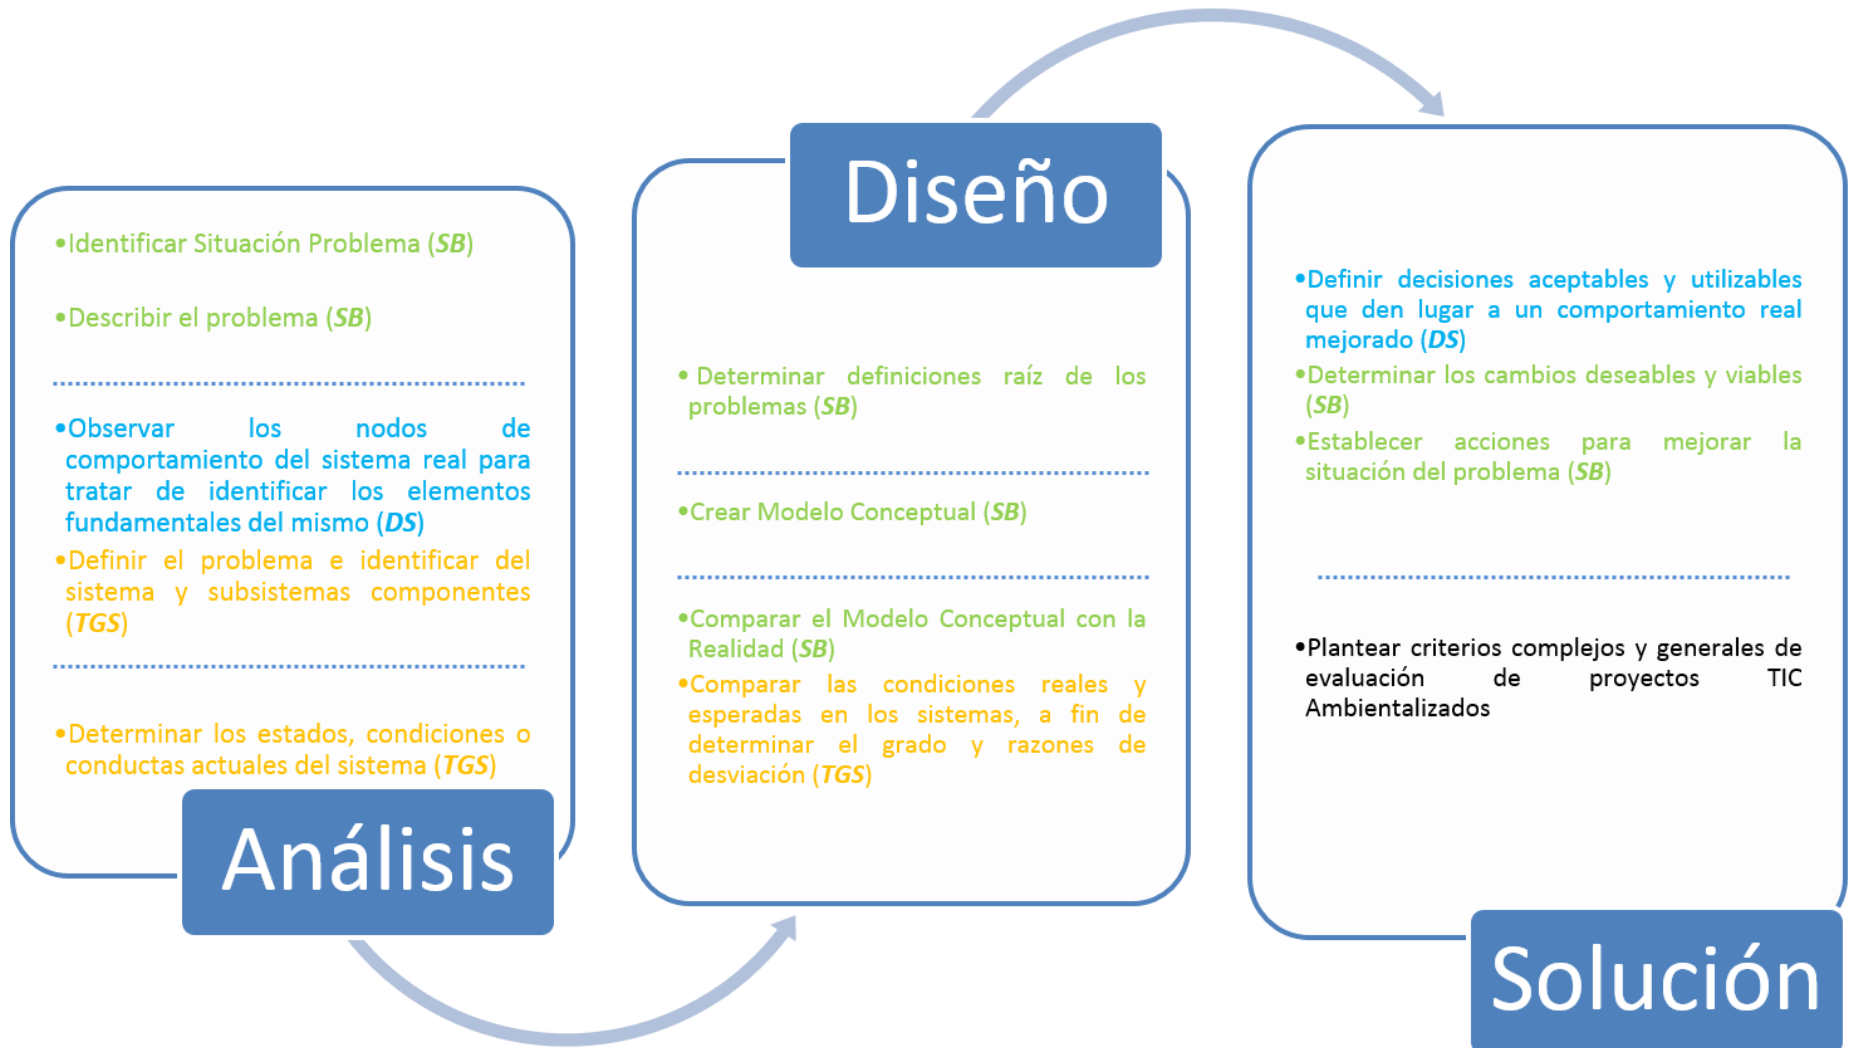 •Identificar Situación Problema (SB)
•Describir el problema (SB)
•Observar los nodos de
comportamiento del sistema real para
tratar de identificar los elementos
fundamentales del mismo (DS)
•Definir el problema e identificar del
sistema y subsistemas componentes
(TGS)
•Determinar los estados, condiciones o
conductas actuales del sistema (TGS)
Análisis
Diseño
• Determinar definiciones raíz de los
problemas (SB)
•Crear Modelo Conceptual (SB)
•Comparar el Modelo Conceptual con la
Realidad (SB)
•Comparar las condiciones reales y
esperadas en los sistemas, a fin de
determinar el grado y razones de
desviación (TGS)
•Definir decisiones aceptables y utilizables
que den lugar a un comportamiento real
mejorado (DS)
•Determinar los cambios deseables y viables
(SB)
•Establecer acciones para mejorar la
situación del problema (SB)
•Plantear criterios complejos y generales de
evaluación de proyectos TIC
Ambientalizados
Solución